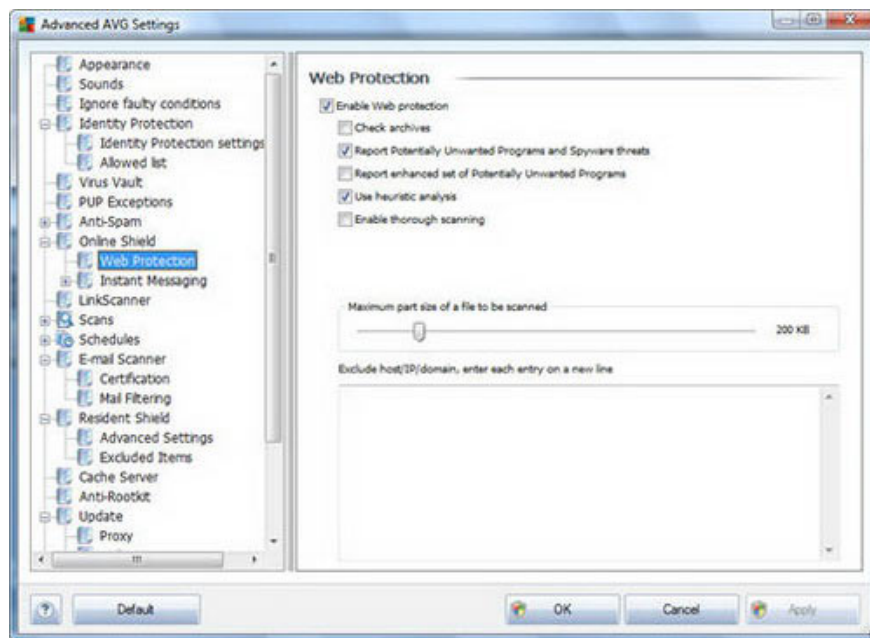 Advanced AVG Settings
Appearance
Sounds
Ignore faulty conditions
Identity Protection
Identity Protection settings
Allowed list
Virus Vault
PUP Exceptions
Anti-Spam
Online Shield
Web Protection
Instant Messaging
LinkScanner
Scans
Schedules
E-mail Scanner
Certification
Mail Filtering
Resident Shield
Advanced Settings
Excluded Items
Cache Server
Anti-Rootkit
Update
Proxy
Web Protection
Enable Web protection
Check archives
Report Potentially Unwanted Programs and Spyware threats
Report enhanced set of Potentially Unwanted Programs
Use heuristic analysis
Enable thorough scanning
Maximum part size of a file to be scanned
200 KB
Exclude host/IP/domain, enter each entry on a new line
?
Default
OK
Cancel
Apply